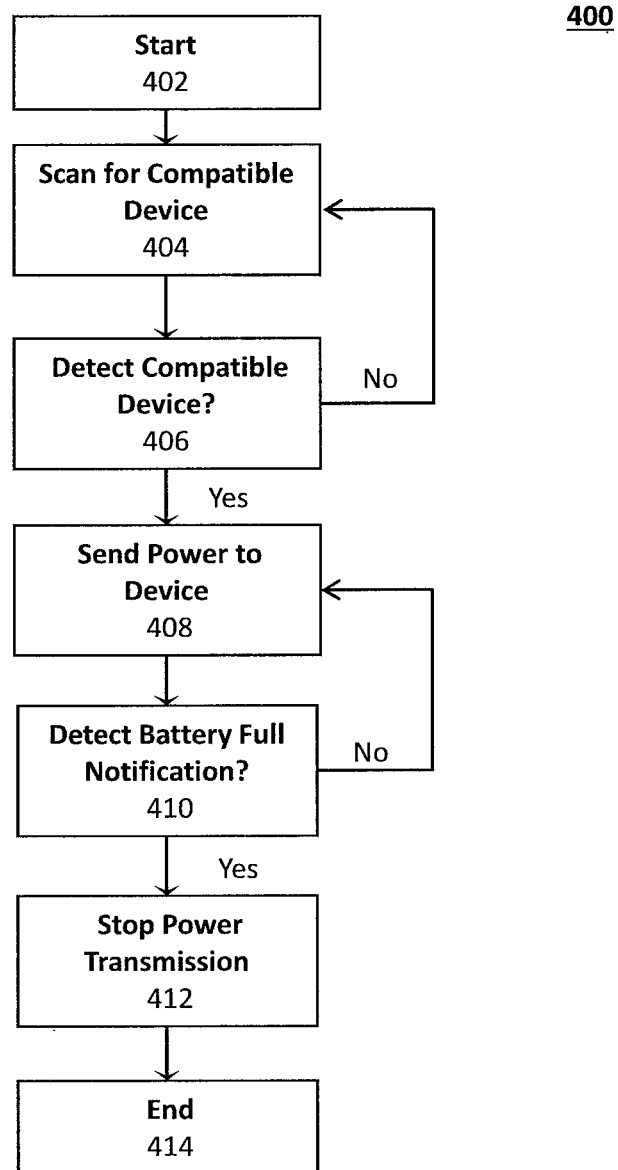 400
Start
402
Scan for Compatible
Device
404
Detect Compatible
Device?
406
No
Yes
Send Power to
Device
408
Detect Battery Full
Notification?
410
No
Yes
Stop Power
Transmission
412
End
414